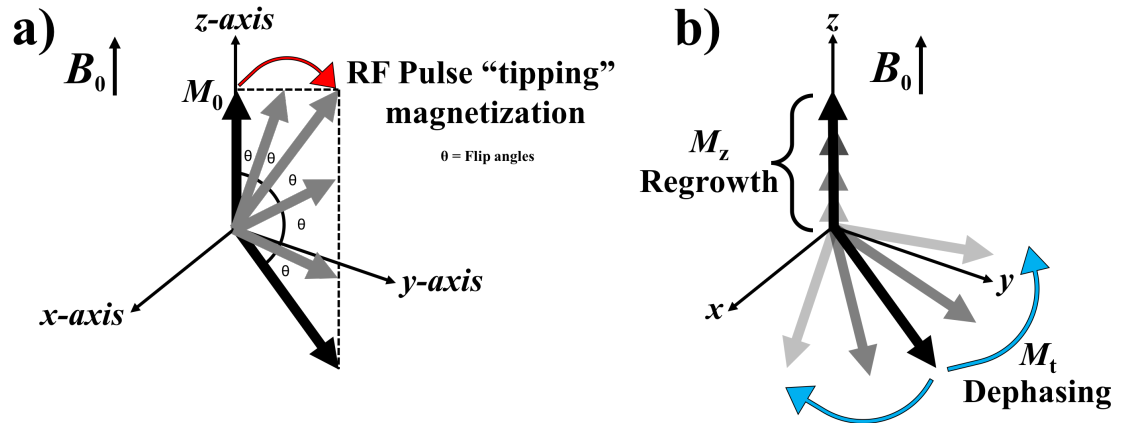 a)
z-axis
B0
M0
RF Pulse “tipping”
magnetization
θ = Flip angles
θ θ
θ
θ
θ
y-axis
x-axis
b)
z
B0
Mz
Regrowth
y
x
Mt
Dephasing